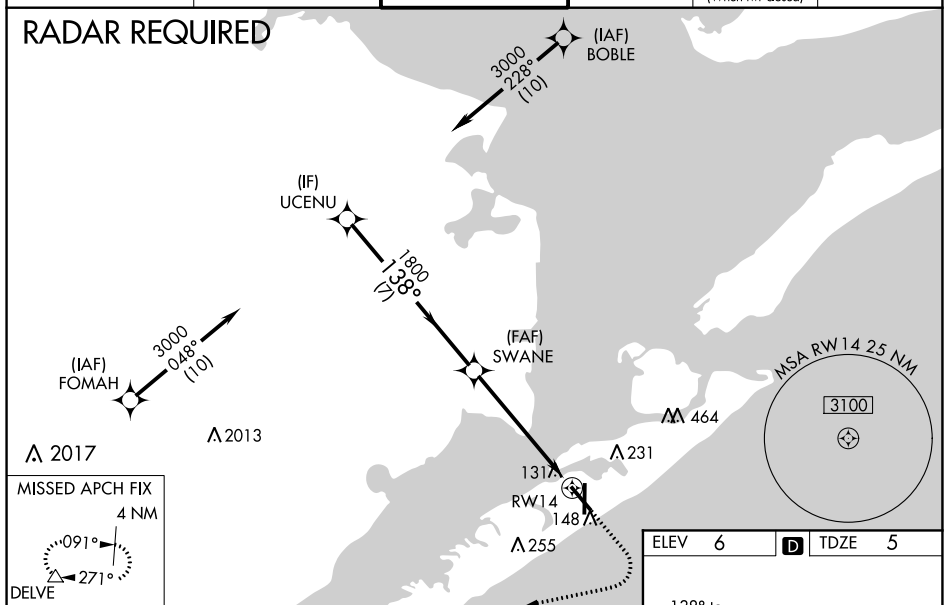 (When … closed)
RADAR REQUIRED
(IAF)
BOBLE
3000
228°
(10)
(IF)
UCENU
1800
138°
(7)
(FAF)
SWANE
3000
048°
(10)
(IAF)
FOMAH
2013
2017
MSA RW14 25 NM
3100
464
231
131
RW14
148
255
MISSED APCH FIX
4 NM
091°
271°
DELVE
ELEV 6 D TDZE 5